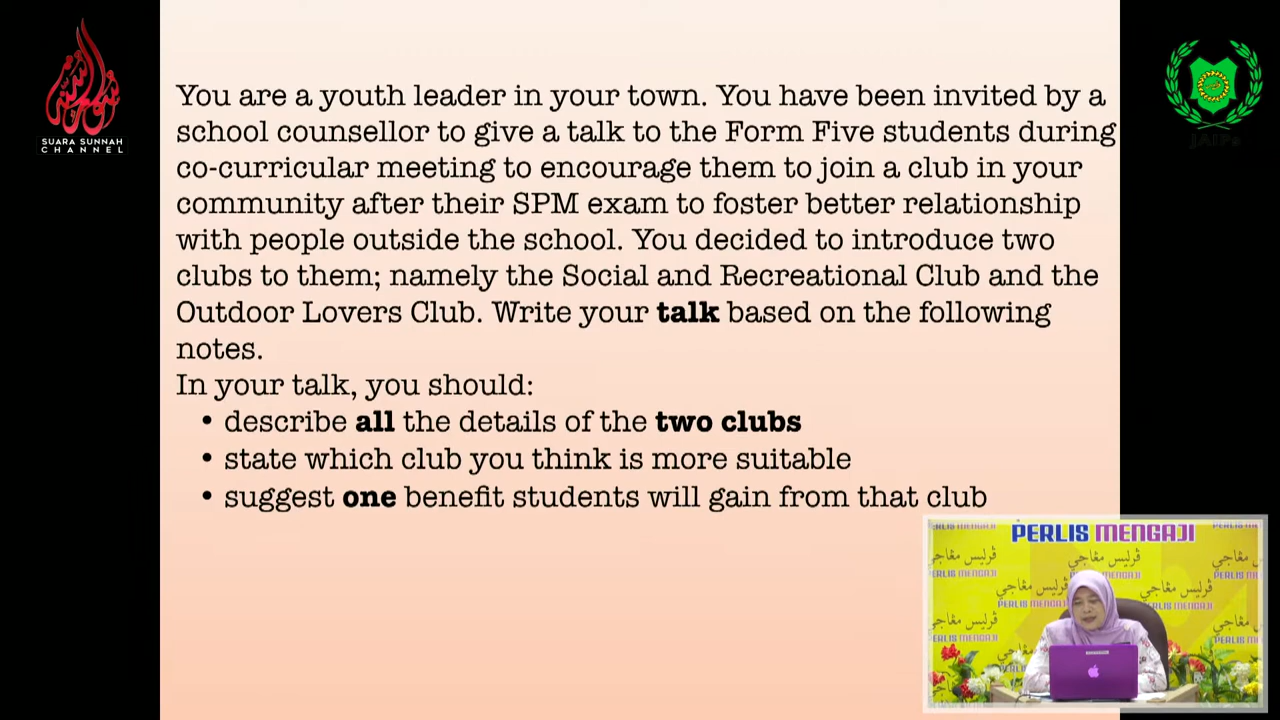 You are a youth leader in your town. You have been invited by a
school counsellor to give a talk to the Form Five students during
co-curricular meeting to encourage them to join a club in your
community after their SPM exam to foster better relationship
with people outside the school. You decided to introduce two
clubs to them; namely the Social and Recreational Club and the
Outdoor Lovers Club. Write your talk based on the following
notes.
In your talk, you should:
• describe all the details of the two clubs
• state which club you think is more suitable
• suggest one benefit students will gain from that club
SUARA SUNNAH
CHANNEL
JAIPs
PERLIS MENGAJI
ڤرليس مڠاجي
PERLIS MENGAJI